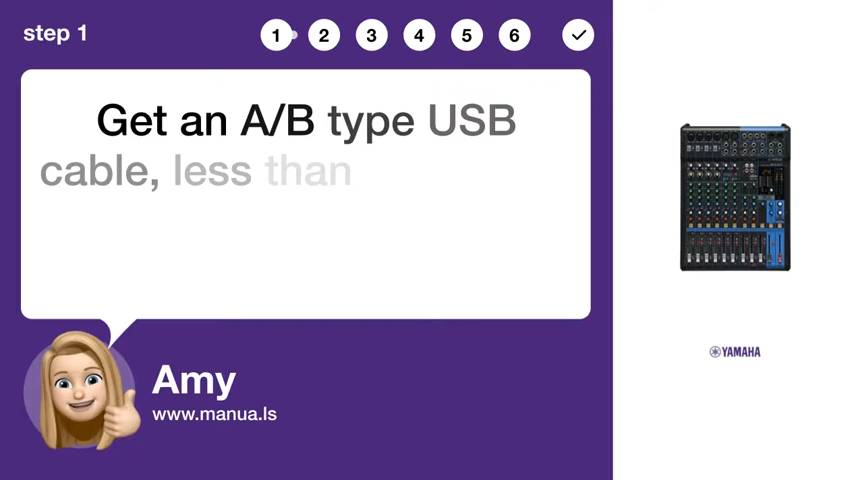 step 1
1 2 3 4 5 6
Get an A/B type USB
cable, less than
Amy
www.manua.ls
YAMAHA